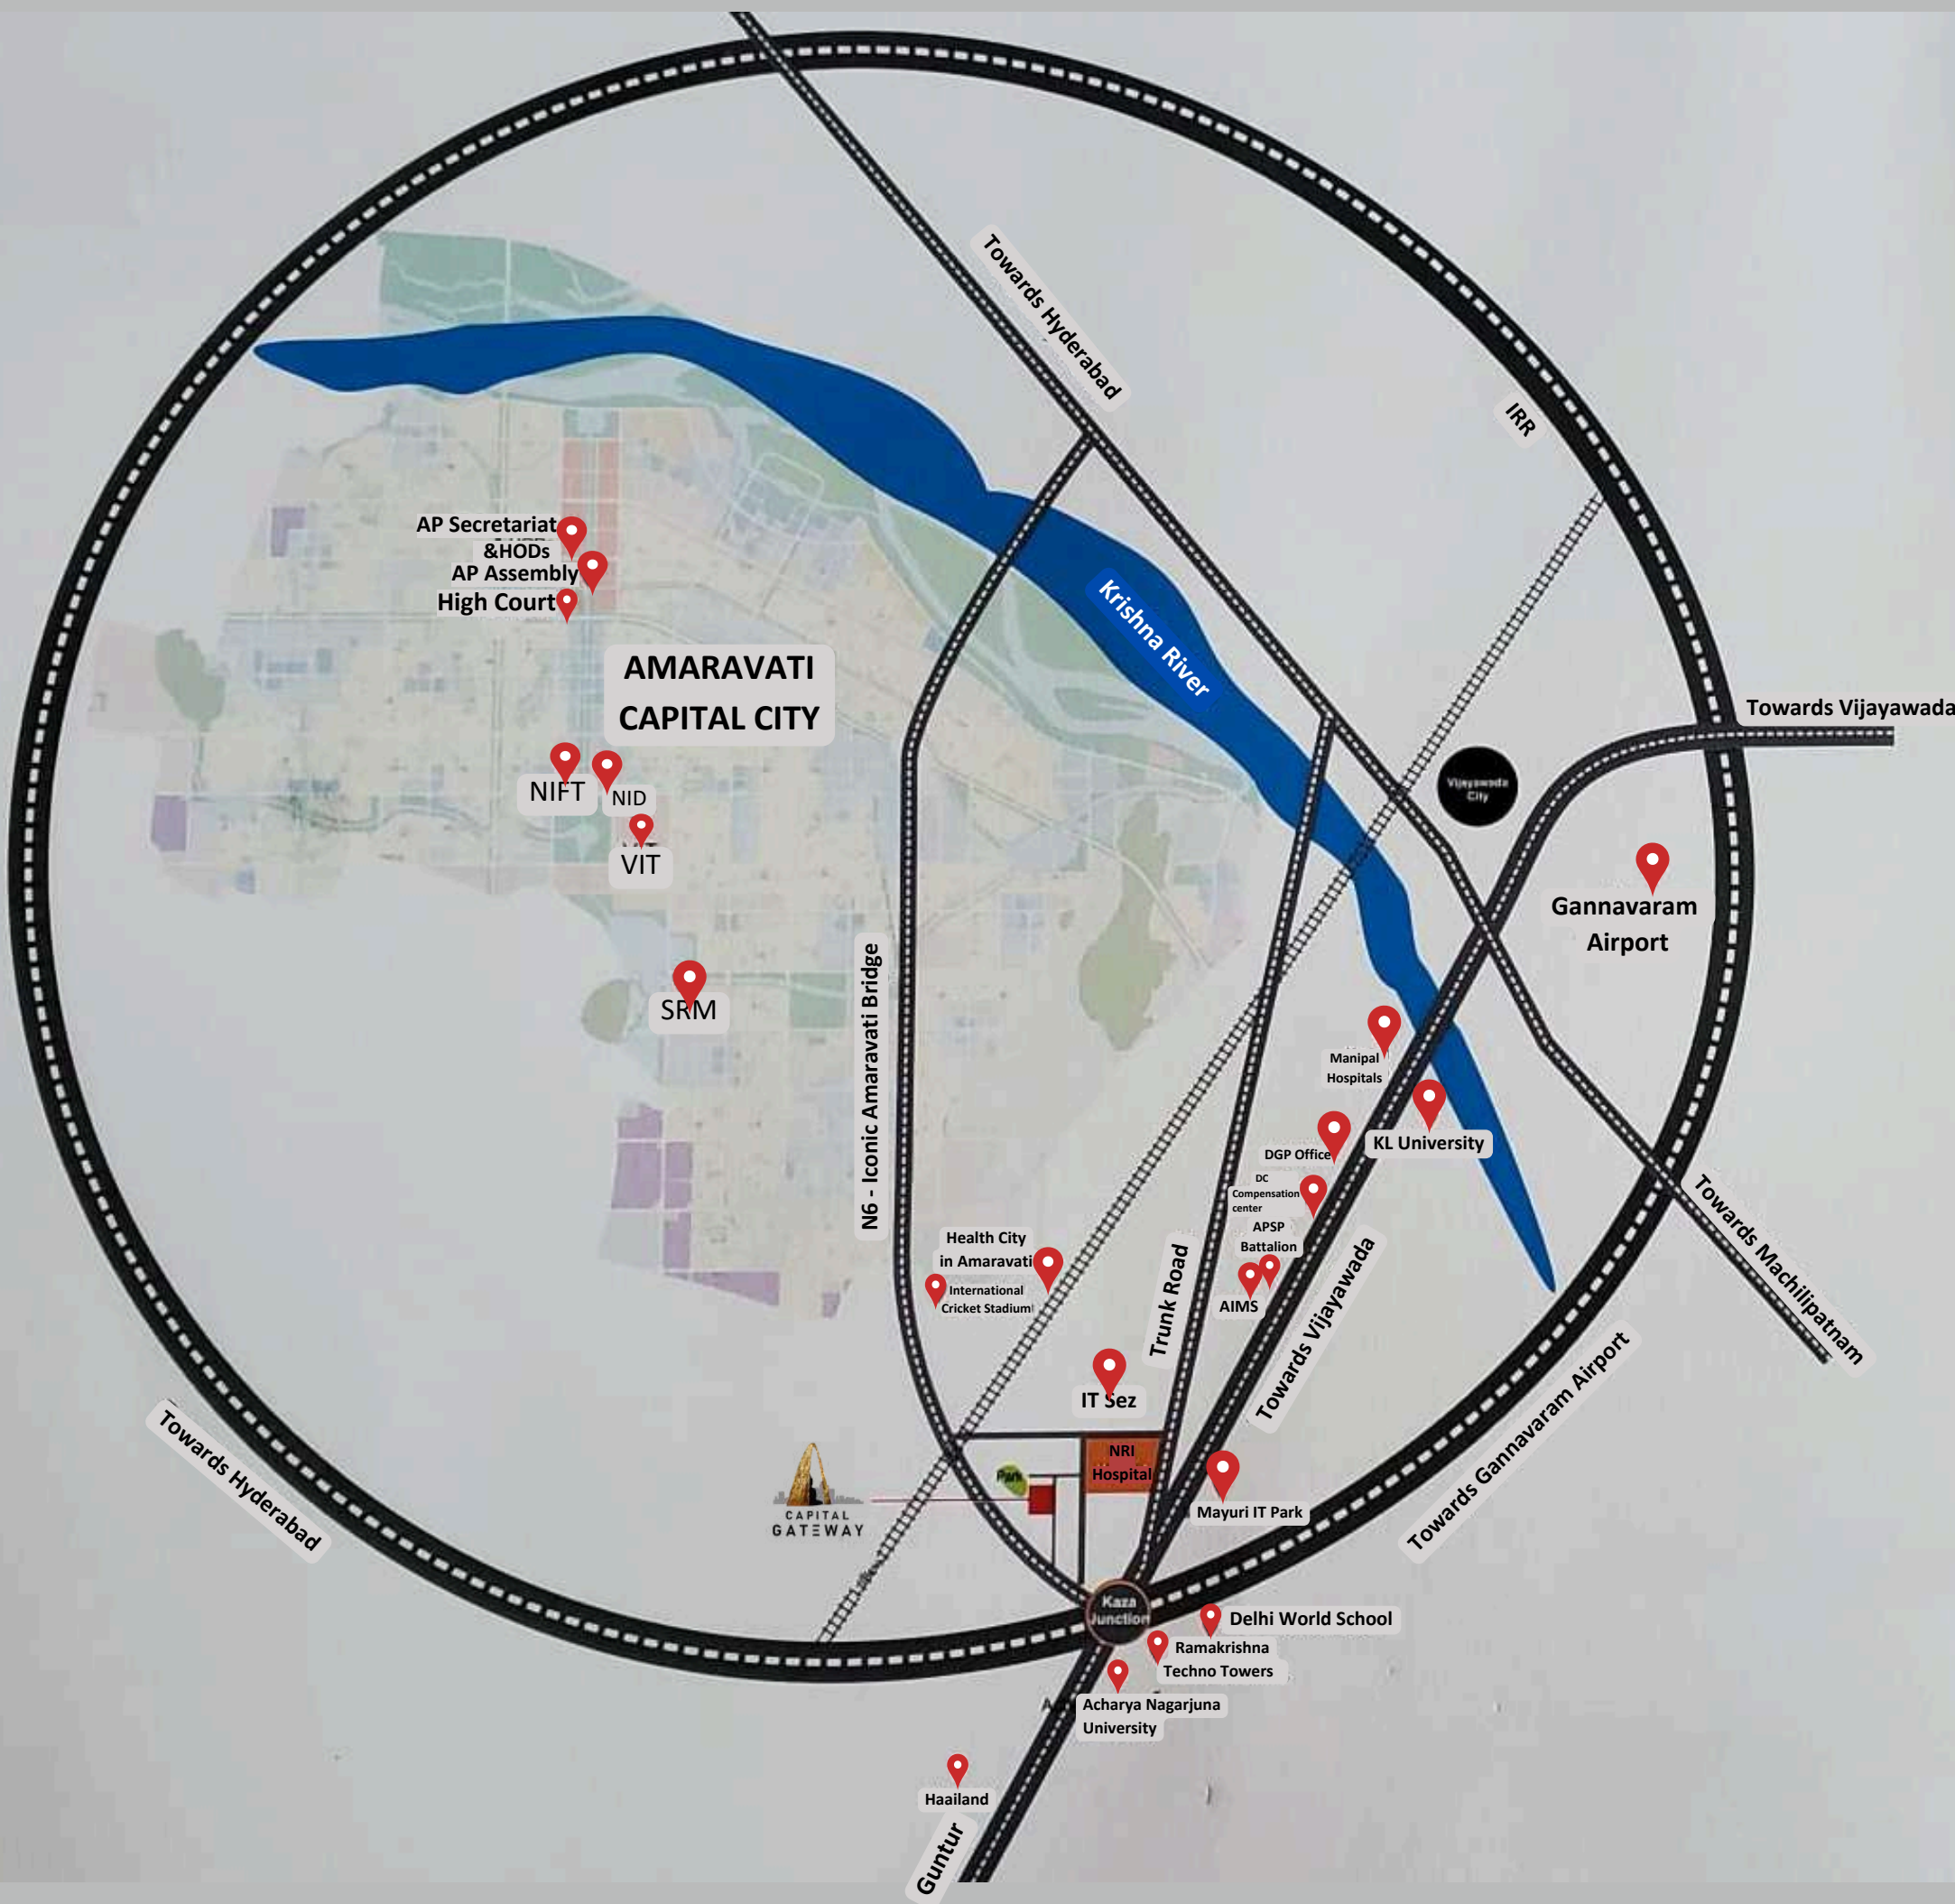 Towards Hyderabad
IRR
AP Secretariat
&HODs
AP Assembly
High Court
Krishna River
AMARAVATI
CAPITAL CITY
Towards Vijayawada
NIFT
NID
Vijayawada
City
VIT
Gannavaram
Airport
SRM
N6 - Iconic Amaravati Bridge
Manipal
Hospitals
KL University
DGP Office
DC
Compensation
center
APSP
Battalion
AIMS
Health City
in Amaravati
International
Cricket Stadium
Trunk Road
Towards Vijayawada
Towards Machilipatnam
IT Sez
Towards Gannavaram Airport
Towards Hyderabad
NRI
Hospital
Park
CAPITAL
GATEWAY
Mayuri IT Park
Kaza
Junction
Delhi World School
Ramakrishna
Techno Towers
Acharya Nagarjuna
University
Haailand
Guntur